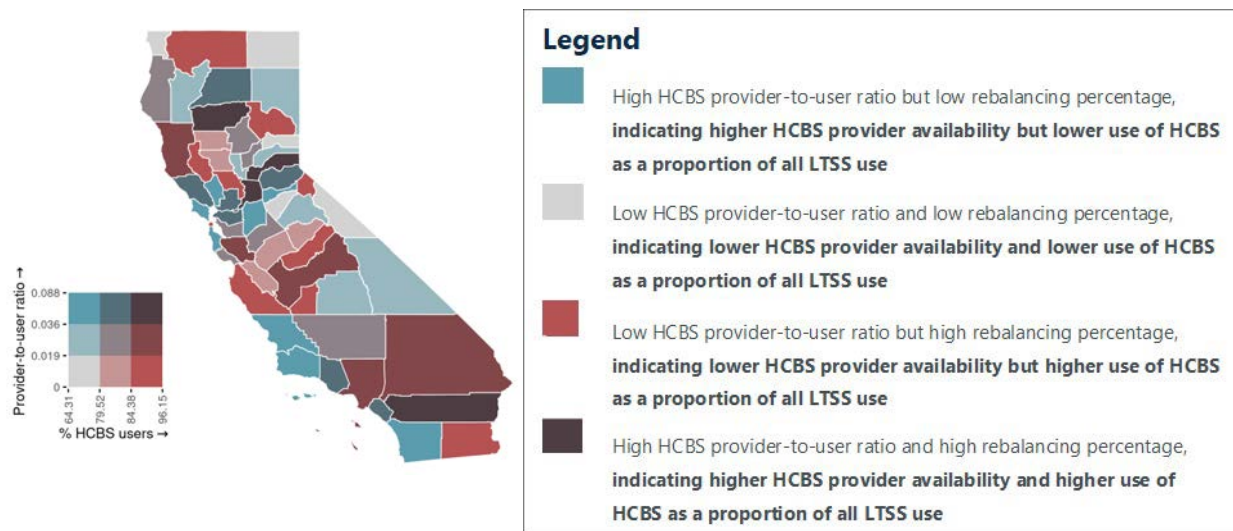 Legend
High HCBS provider-to-user ratio but low rebalancing percentage,
indicating higher HCBS provider availability but lower use of HCBS
as a proportion of all LTSS use
Low HCBS provider-to-user ratio and low rebalancing percentage,
indicating lower HCBS provider availability and lower use of HCBS
as a proportion of all LTSS use
Low HCBS provider-to-user ratio but high rebalancing percentage,
indicating lower HCBS provider availability but higher use of HCBS
as a proportion of all LTSS use
High HCBS provider-to-user ratio and high rebalancing percentage,
indicating higher HCBS provider availability and higher use of
HCBS as a proportion of all LTSS use
Provider-to-user ratio →
0.088
0.036
0.019
0
64.31
79.52
84.38
96.15
% HCBS users →